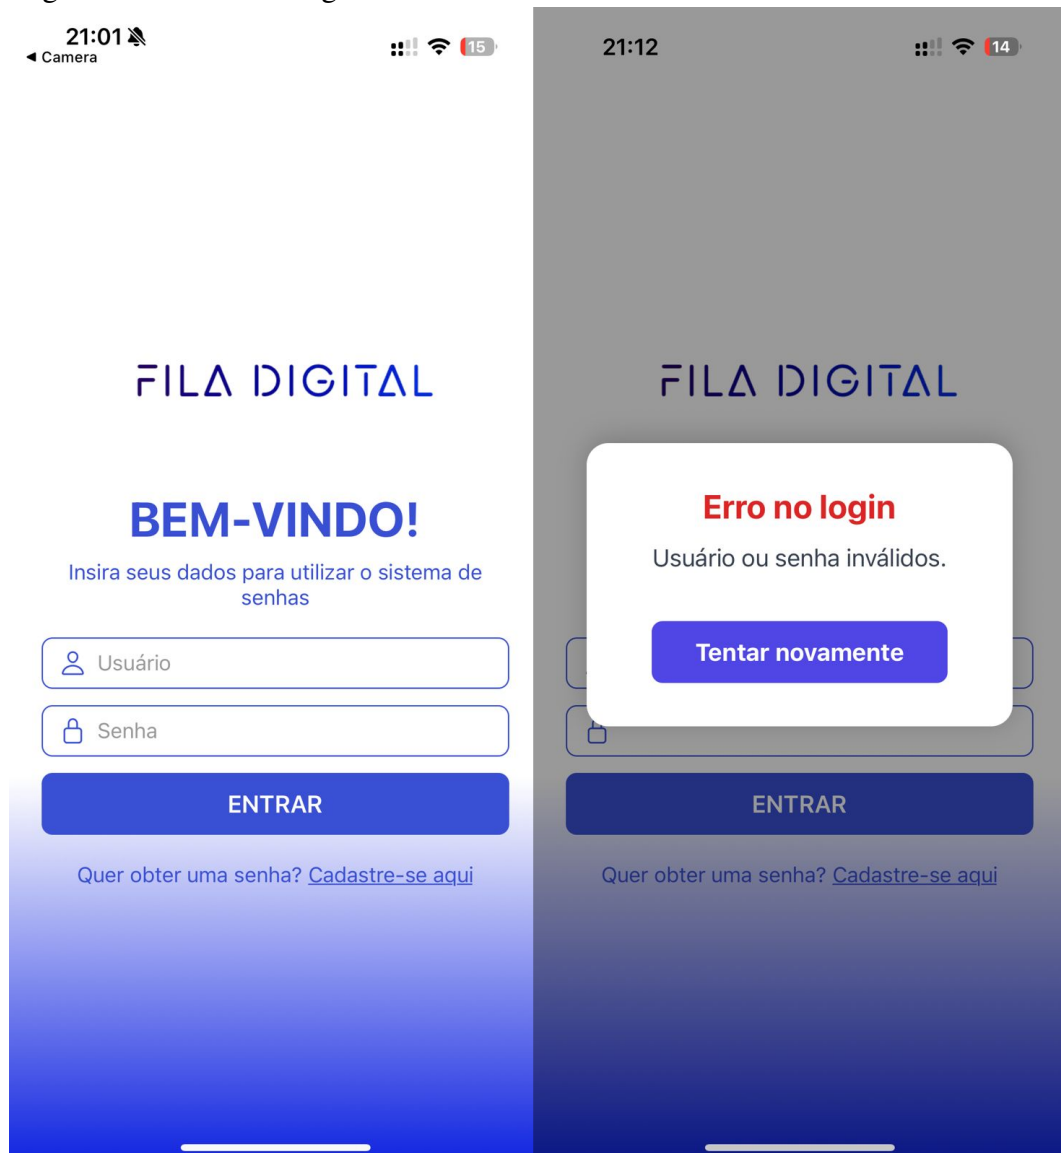 21:01
15
Camera
FILA DIGITAL
BEM-VINDO!
Insira seus dados para utilizar o sistema de
senhas
Usuário
Senha
ENTRAR
Quer obter uma senha? Cadastre-se aqui
21:12
14
FILA DIGITAL
Erro no login
Usuário ou senha inválidos.
Tentar novamente
ENTRAR
Quer obter uma senha? Cadastre-se aqui